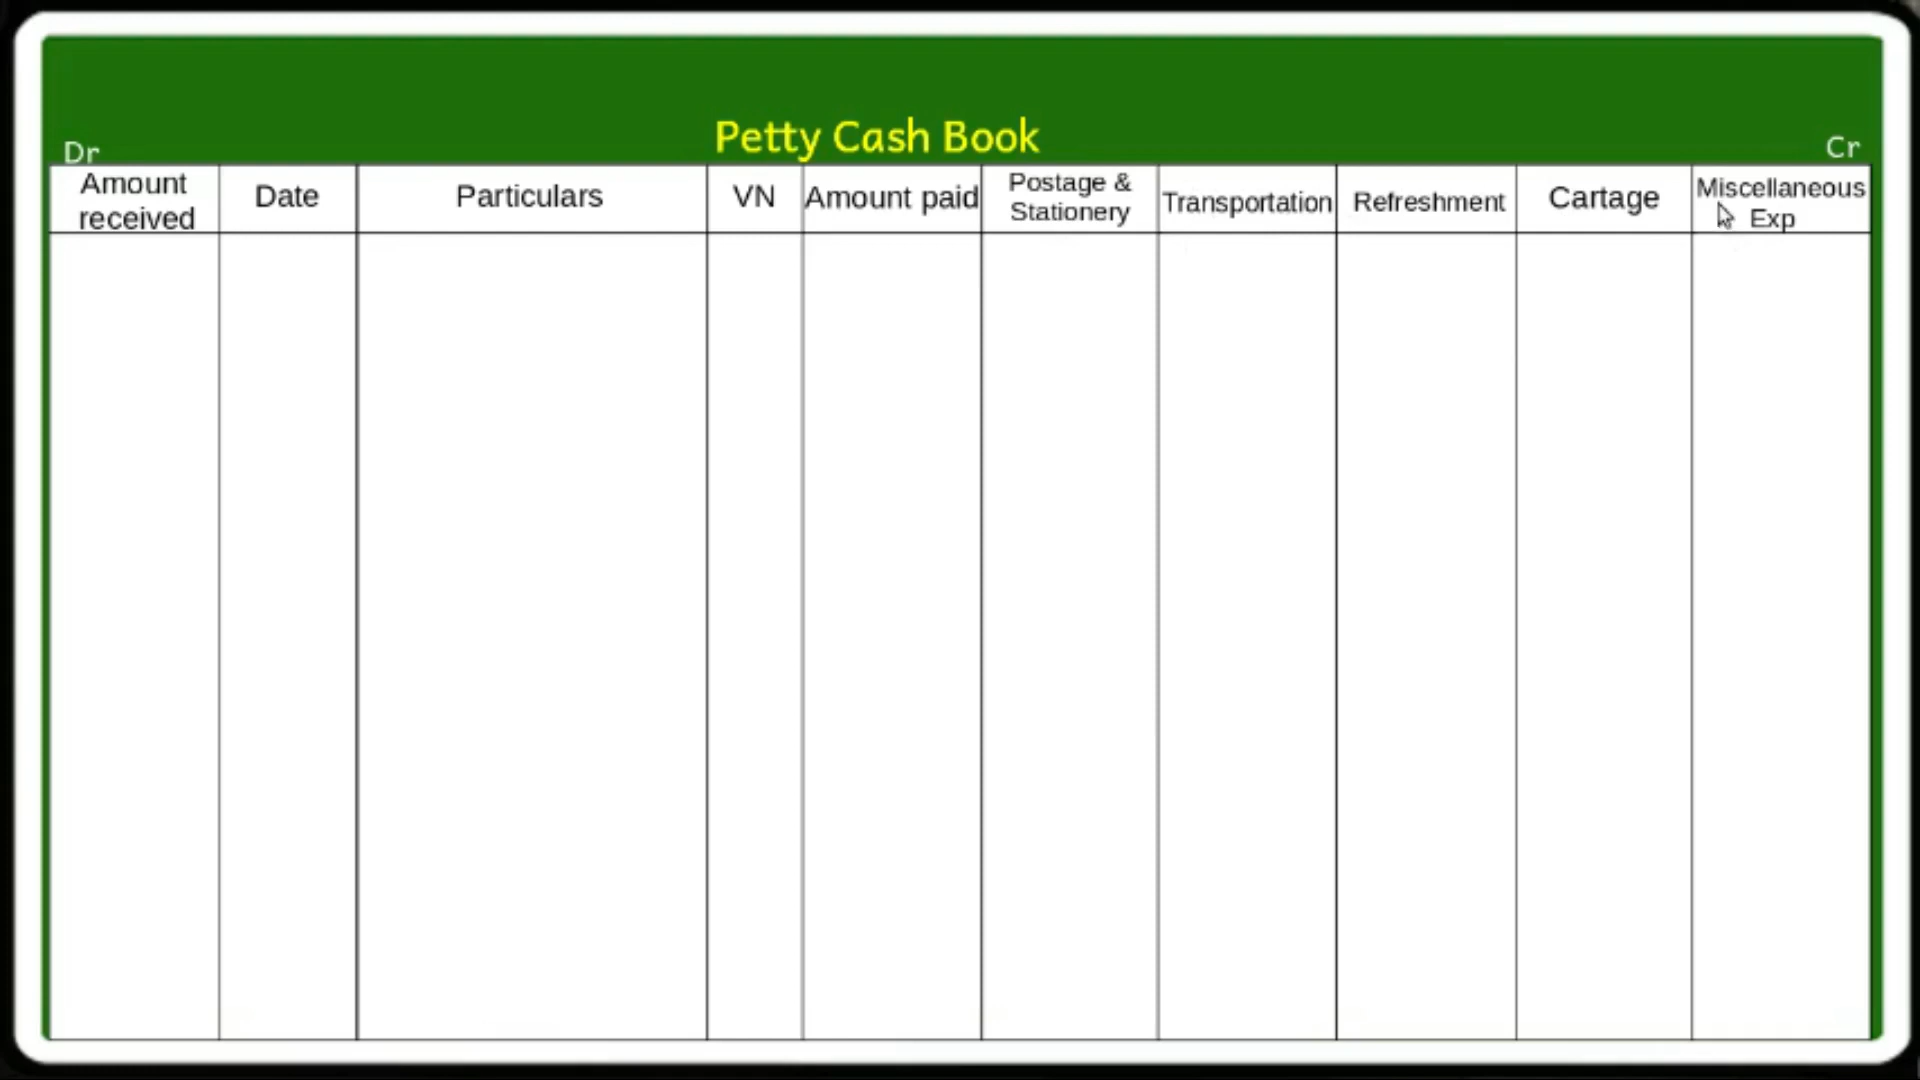 Petty Cash Book
Dr
Cr
Amount
received
Date
Particulars
VN
Amount paid
Postage &
Stationery
Transportation
Refreshment
Cartage
Miscellaneous
Exp